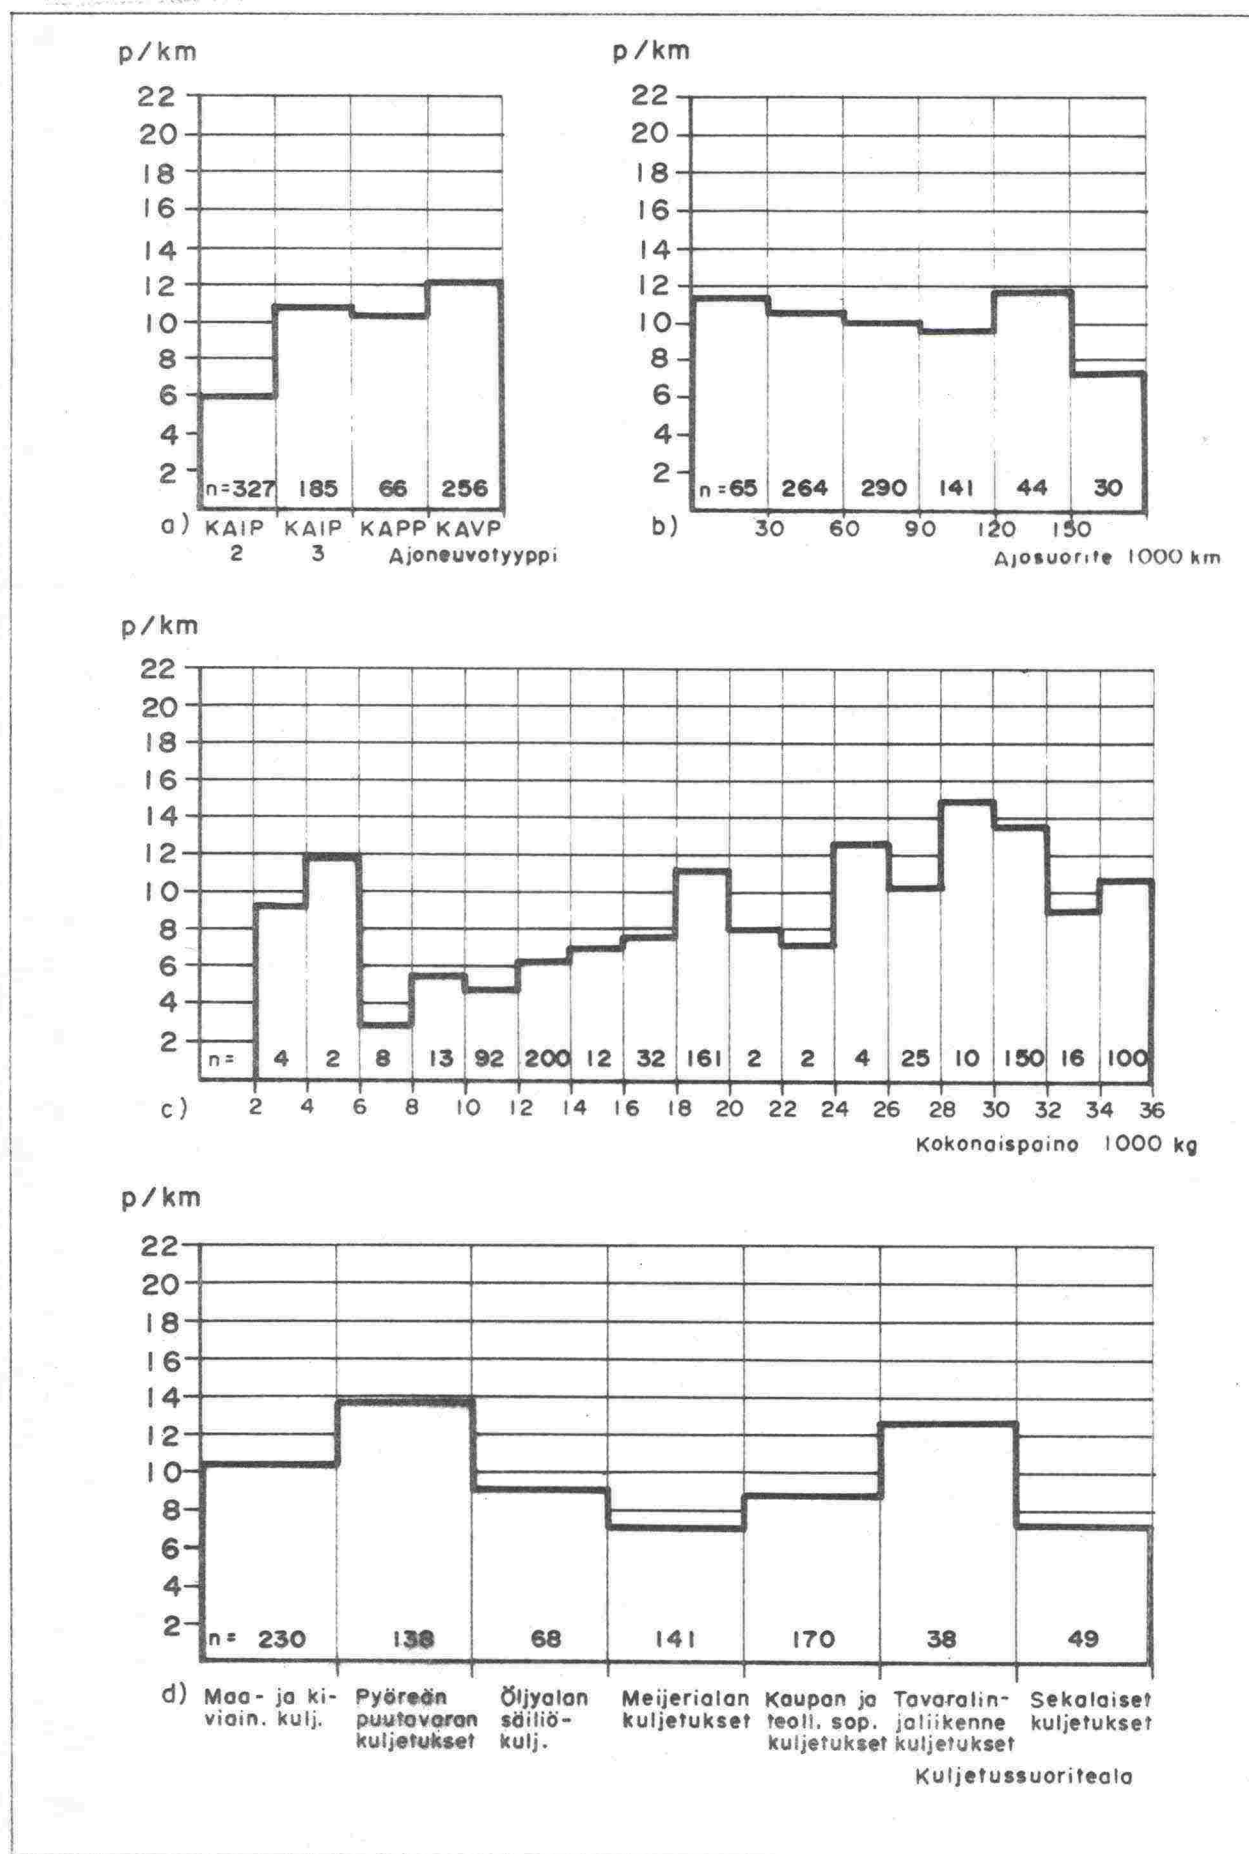 p/km
22
20
18
16
14
12
10
8
6
4
2
n=327 185 66 256
a) KAIP KAIP KAPP KAVP
2 3 Ajoneuvotyyppi
p/km
22
20
18
16
14
12
10
8
6
4
2
n=65 264 290 141 44 30
b) 30 60 90 120 150
Ajosuorite 1000 km
p/km
22
20
18
16
14
12
10
8
6
4
2
n= 4 2 8 13 92 200 12 32 161 2 2 4 25 10 150 16 100
c) 2 4 6 8 10 12 14 16 18 20 22 24 26 28 30 32 34 36
Kokonaispaino 1000 kg
p/km
22
20
18
16
14
12
10
8
6
4
2
n= 230 138 68 141 170 38 49
d) Maa- ja ki-
viain. kulj.
Pyöreän
puutavaran
kuljetukset
Öljyalan
säiliö-
kulj.
Meijerialan
kuljetukset
Kaupan ja
teoll. sop.
kuljetukset
Tavaralin-
jaliikenne
kuljetukset
Sekalaiset
kuljetukset
Kuljetussuoriteala